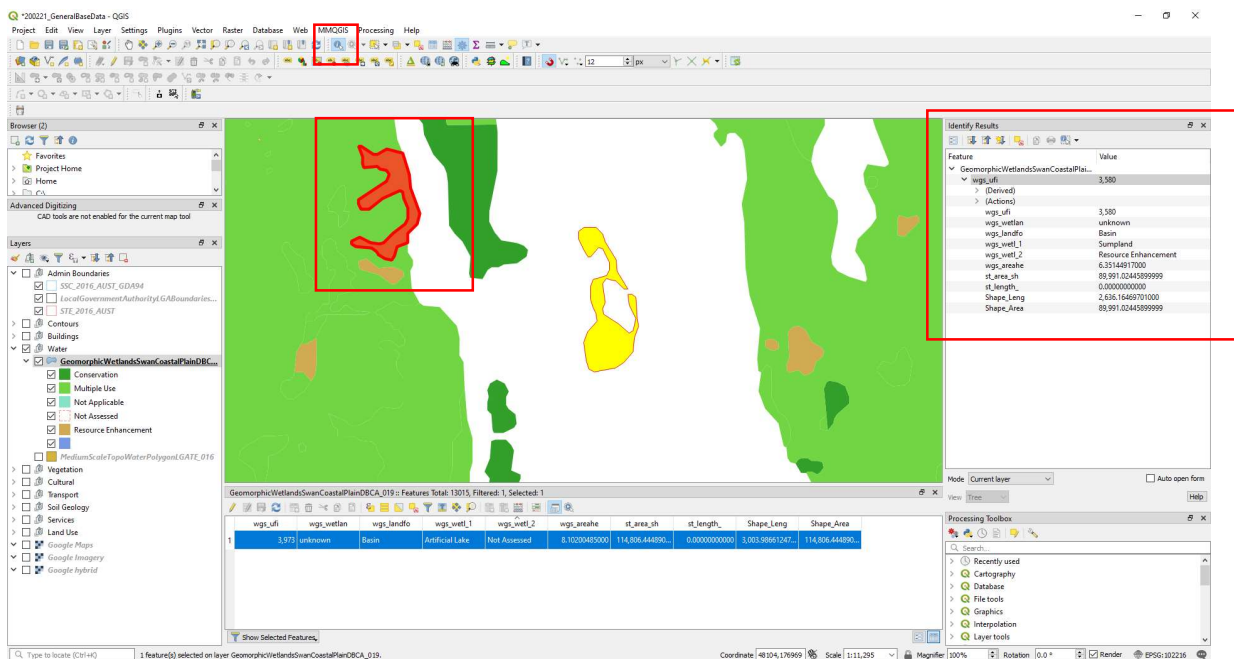 *200221_GeneralBaseData - QGIS
Project Edit View Layer Settings Plugins Vector Raster Database Web MMQGIS Processing Help
12 px
Browser (2)
Favorites
Project Home
Home
C:\
Advanced Digitizing
CAD tools are not enabled for the current map tool
Layers
Admin Boundaries
SSC_2016_AUST_GDA94
LocalGovernmentAuthorityLGABoundaries...
STE_2016_AUST
Contours
Buildings
Water
GeomorphicWetlandsSwanCoastalPlainDBC...
Conservation
Multiple Use
Not Applicable
Not Assessed
Resource Enhancement
MediumScaleTopoWaterPolygonLGATE_016
Vegetation
Cultural
Transport
Soil Geology
Services
Land Use
Google Maps
Google Imagery
Google hybrid
GeomorphicWetlandsSwanCoastalPlainDBCA_019 :: Features Total: 13015, Filtered: 1, Selected: 1
wgs_ufi wgs_wetlan wgs_landfo wgs_wetl_1 wgs_wetl_2 wgs_areahe st_area_sh st_length_ Shape_Leng Shape_Area
1 3,973 unknown Basin Artificial Lake Not Assessed 8.10200485000 114,806.444890... 0.00000000000 3,003.98661247... 114,806.444890...
Show Selected Features
Identify Results
Feature Value
GeomorphicWetlandsSwanCoastalPlai...
wgs_ufi 3,580
(Derived)
(Actions)
wgs_ufi 3,580
wgs_wetlan unknown
wgs_landfo Basin
wgs_wetl_1 Sumpland
wgs_wetl_2 Resource Enhancement
wgs_areahe 6.35144917000
st_area_sh 89,991.02445899999
st_length_ 0.00000000000
Shape_Leng 2,636.16469701000
Shape_Area 89,991.02445899999
Mode Current layer Auto open form
View Tree Help
Processing Toolbox
Search...
Recently used
Cartography
Database
File tools
Graphics
Interpolation
Layer tools
Type to locate (Ctrl+K) 1 feature(s) selected on layer GeomorphicWetlandsSwanCoastalPlainDBCA_019. Coordinate 48104,176969 Scale 1:11,295 Magnifier 100% Rotation 0.0 ° Render EPSG:102216